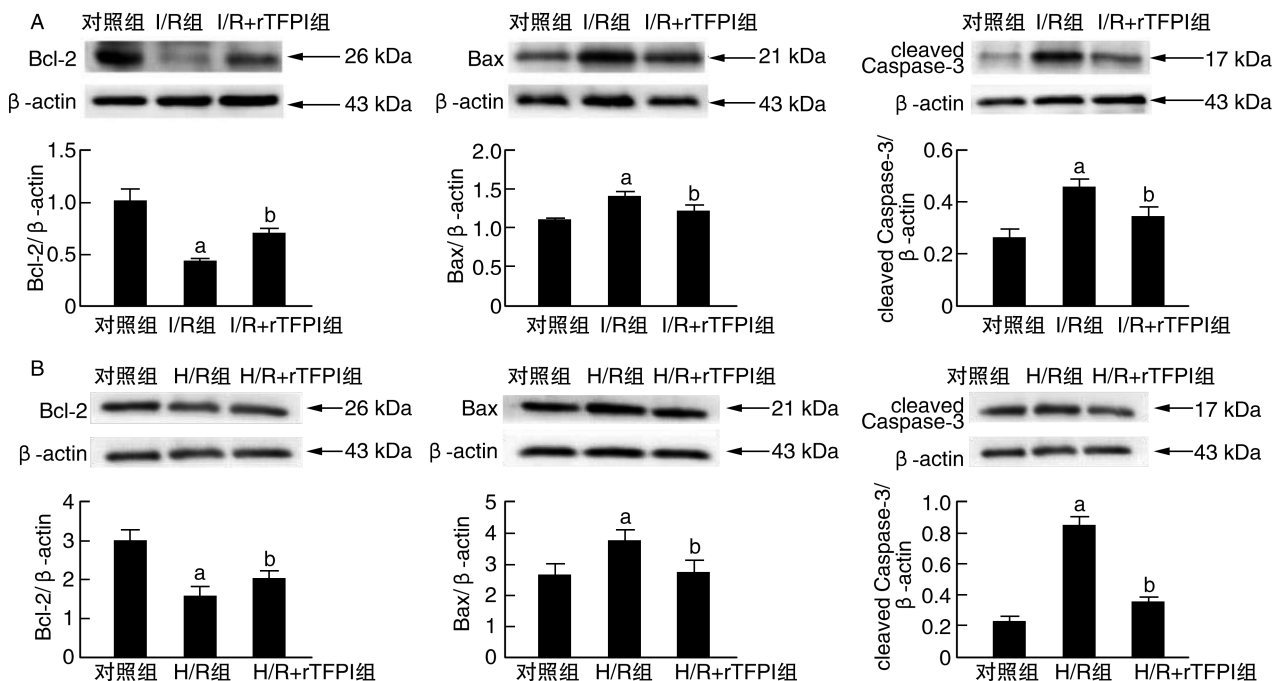 A
对照组 I/R组 I/R+rTFPI组
Bcl-2
26 kDa
β-actin
43 kDa
1.5
1.0
0.5
0
Bcl-2/β-actin
a
b
对照组 I/R组 I/R+rTFPI组
对照组 I/R组 I/R+rTFPI组
Bax
21 kDa
β-actin
43 kDa
2.0
1.5
1.0
0.5
0
Bax/β-actin
a
b
对照组 I/R组 I/R+rTFPI组
对照组 I/R组 I/R+rTFPI组
cleaved
Caspase-3
17 kDa
β-actin
43 kDa
0.6
0.4
0.2
0
cleaved Caspase-3/
β-actin
a
b
对照组 I/R组 I/R+rTFPI组
B
对照组 H/R组 H/R+rTFPI组
Bcl-2
26 kDa
β-actin
43 kDa
4
3
2
1
0
Bcl-2/β-actin
a
b
对照组 H/R组 H/R+rTFPI组
对照组 H/R组 H/R+rTFPI组
Bax
21 kDa
β-actin
43 kDa
5
4
3
2
1
0
Bax/β-actin
a
b
对照组 H/R组 H/R+rTFPI组
对照组 H/R组 H/R+rTFPI组
cleaved
Caspase-3
17 kDa
β-actin
43 kDa
1.0
0.8
0.6
0.4
0.2
0
cleaved Caspase-3/
β-actin
a
b
对照组 H/R组 H/R+rTFPI组